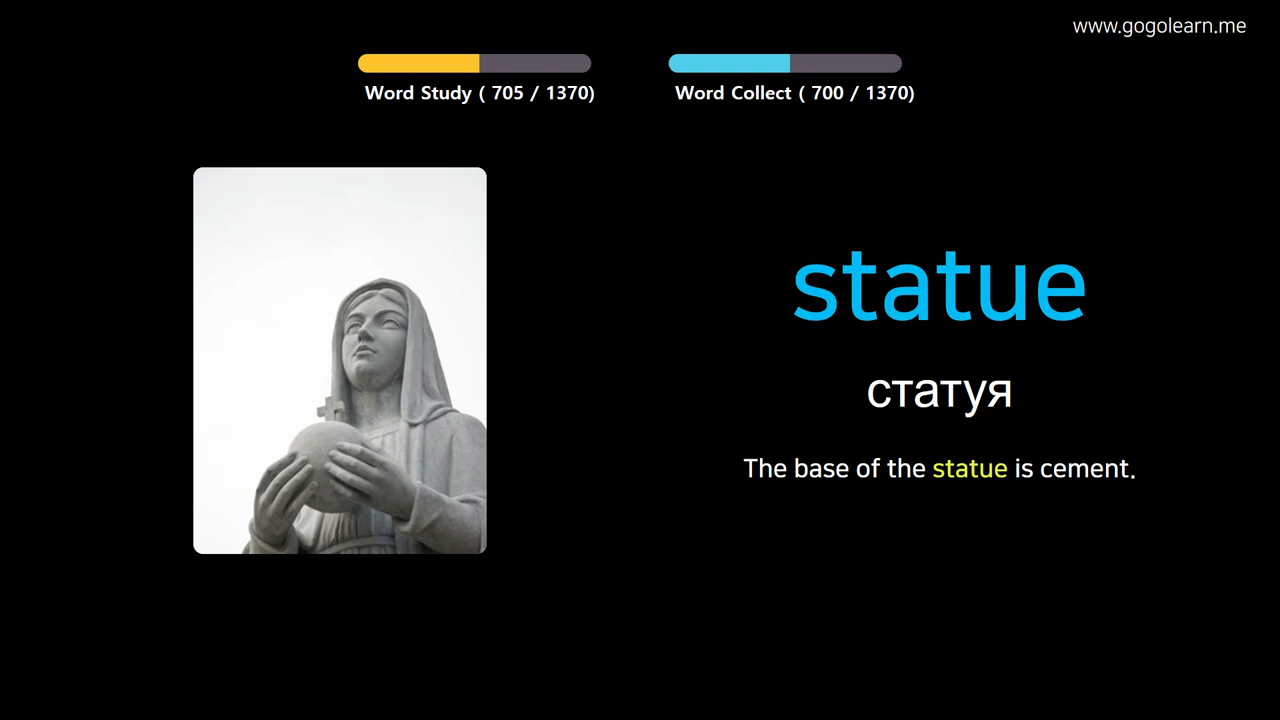 www.gogolearn.me
Word Study ( 705 / 1370)
Word Collect ( 700 / 1370)
statue
статуя
The base of the statue is cement.